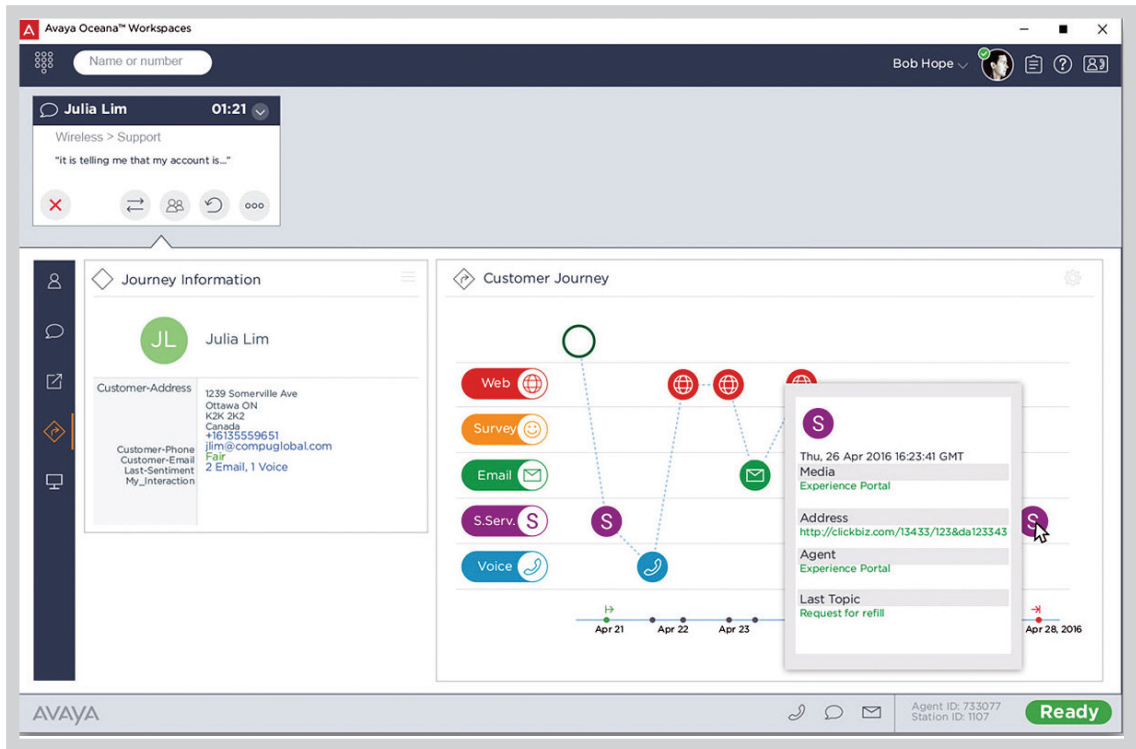 A Avaya Oceana™ Workspaces
Name or number
Bob Hope
Julia Lim 01:21
Wireless > Support
"it is telling me that my account is..."
Journey Information
JL Julia Lim
Customer-Address
1239 Somerville Ave
Ottawa ON
K2K 2K2
Canada
Customer-Phone +16135559651
Customer-Email jlim@compuglobal.com
Last-Sentiment Fair
My_Interaction 2 Email, 1 Voice
Customer Journey
Web
Survey
Email
S.Serv. S
S
S
Voice
Apr 21 Apr 22 Apr 23 Apr 28, 2016
S
Thu, 26 Apr 2016 16:23:41 GMT
Media
Experience Portal
Address
http://clickbiz.com/13433/123&da123343
Agent
Experience Portal
Last Topic
Request for refill
AVAYA
Agent ID: 733077
Station ID: 1107
Ready